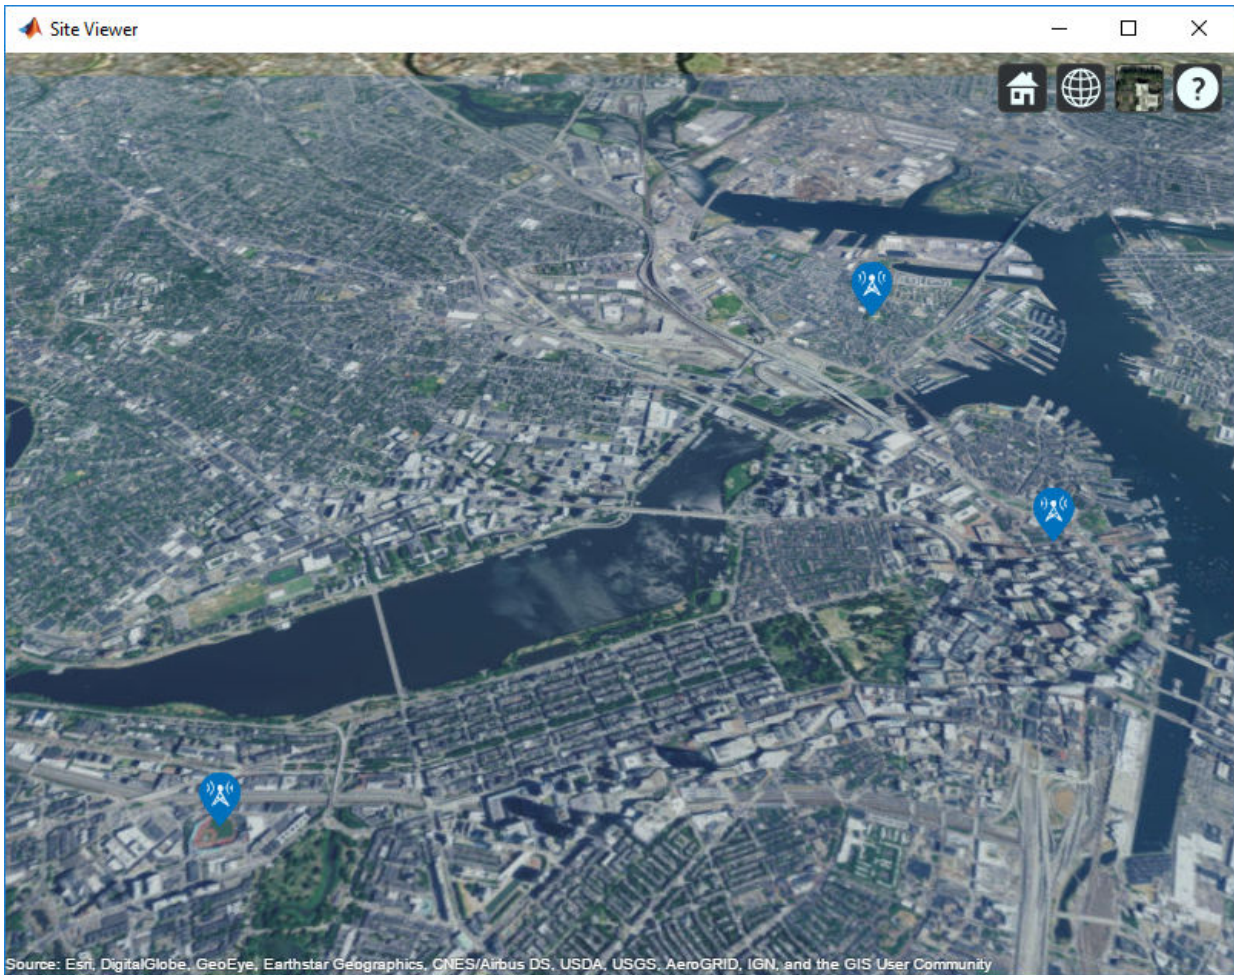 Site Viewer
?
Source: Esri, DigitalGlobe, GeoEye, Earthstar Geographics, CNES/Airbus DS, USDA, USGS, AeroGRID, IGN, and the GIS User Community